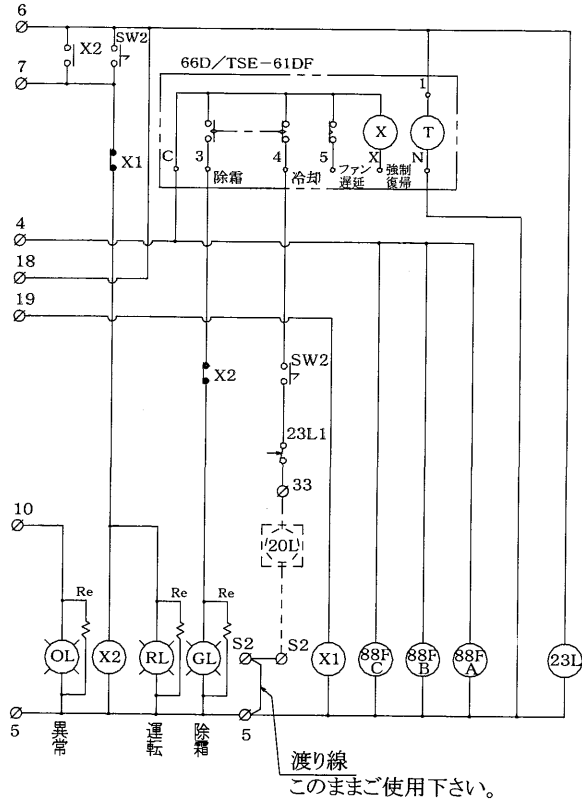 6
X2
SW2
7
66D/TSE-61DF
1
X
T
X1
C
3
除霜
4
冷却
5
ファン
遅延
X
強制
復帰
N
4
18
19
X2
SW2
23L1
33
10
20L
Re
Re
Re
S2
S2
OL
X2
RL
GL
X1
88F
C
88F
B
88F
A
23L
5
異常
運転
除霜
5
渡り線
このままご使用下さい。